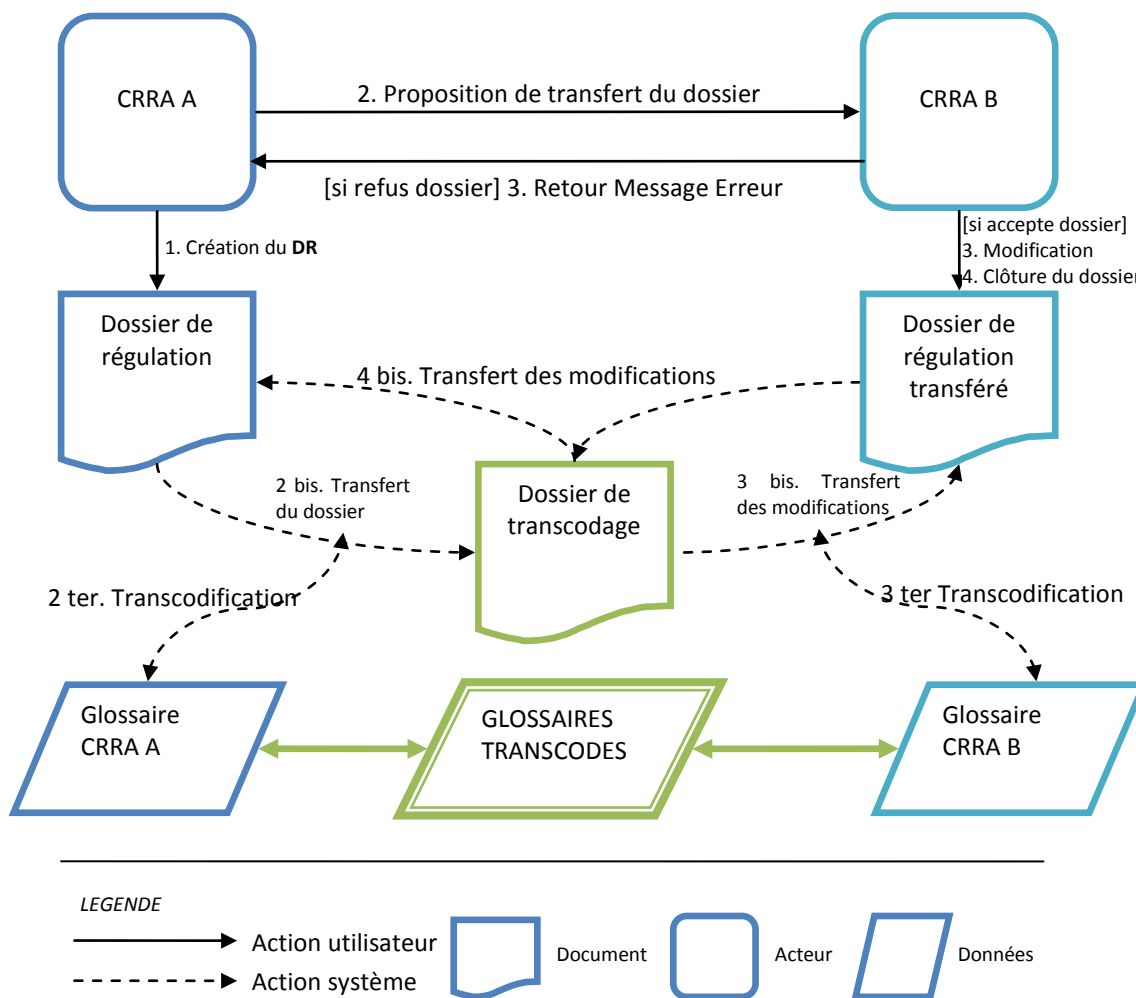 CRRA A
CRRA B
2. Proposition de transfert du dossier
[si refus dossier] 3. Retour Message Erreur
1. Création du DR
[si accepte dossier]
3. Modification
4. Clôture du dossier
Dossier de
régulation
Dossier de
régulation
transféré
4 bis. Transfert des modifications
2 bis. Transfert
du dossier
Dossier de
transcodage
3 bis. Transfert
des modifications
2 ter. Transcodification
3 ter Transcodification
Glossaire
CRRA A
GLOSSAIRES
TRANSCODES
Glossaire
CRRA B
LEGENDE
Action utilisateur
Action système
Document
Acteur
Données